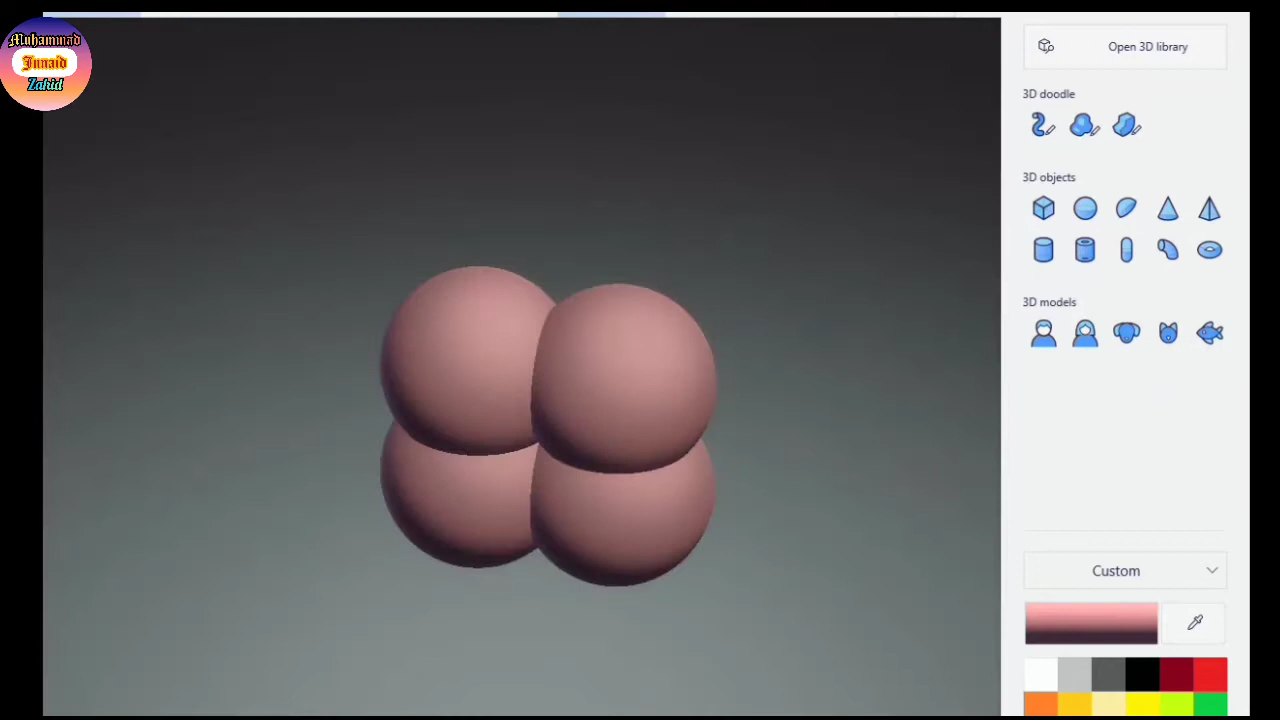 Muhammad
Junaid
Zahid
Open 3D library
3D doodle
3D objects
3D models
Custom